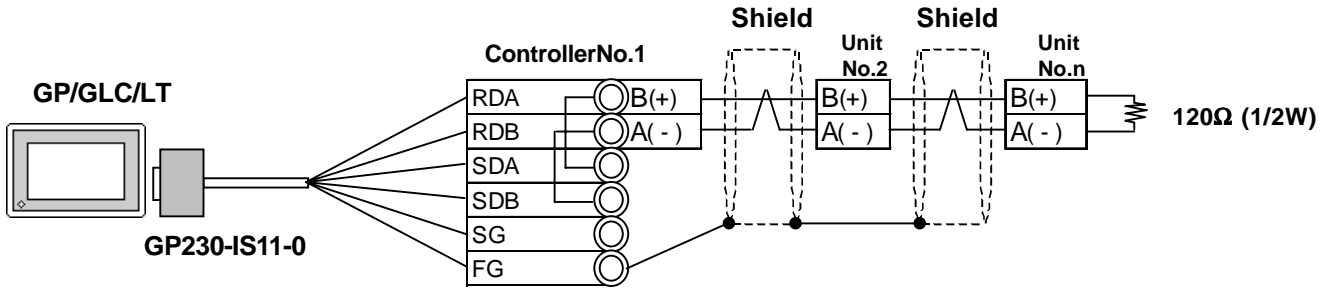 Shield Shield
ControllerNo.1
Unit
No.2
Unit
No.n
GP/GLC/LT
RDA B(+) B(+) B(+)
RDB A( - ) A( - ) A( - )
120Ω (1/2W)
SDA
SDB
SG
FG
GP230-IS11-0